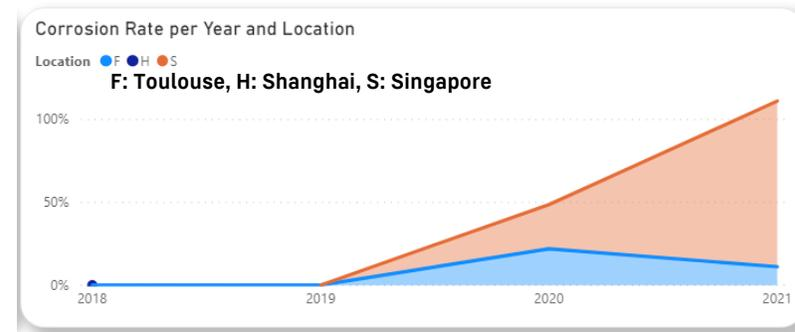 Corrosion Rate per Year and Location
Location F H S
F: Toulouse, H: Shanghai, S: Singapore
100%
50%
0%
2018 2019 2020 2021